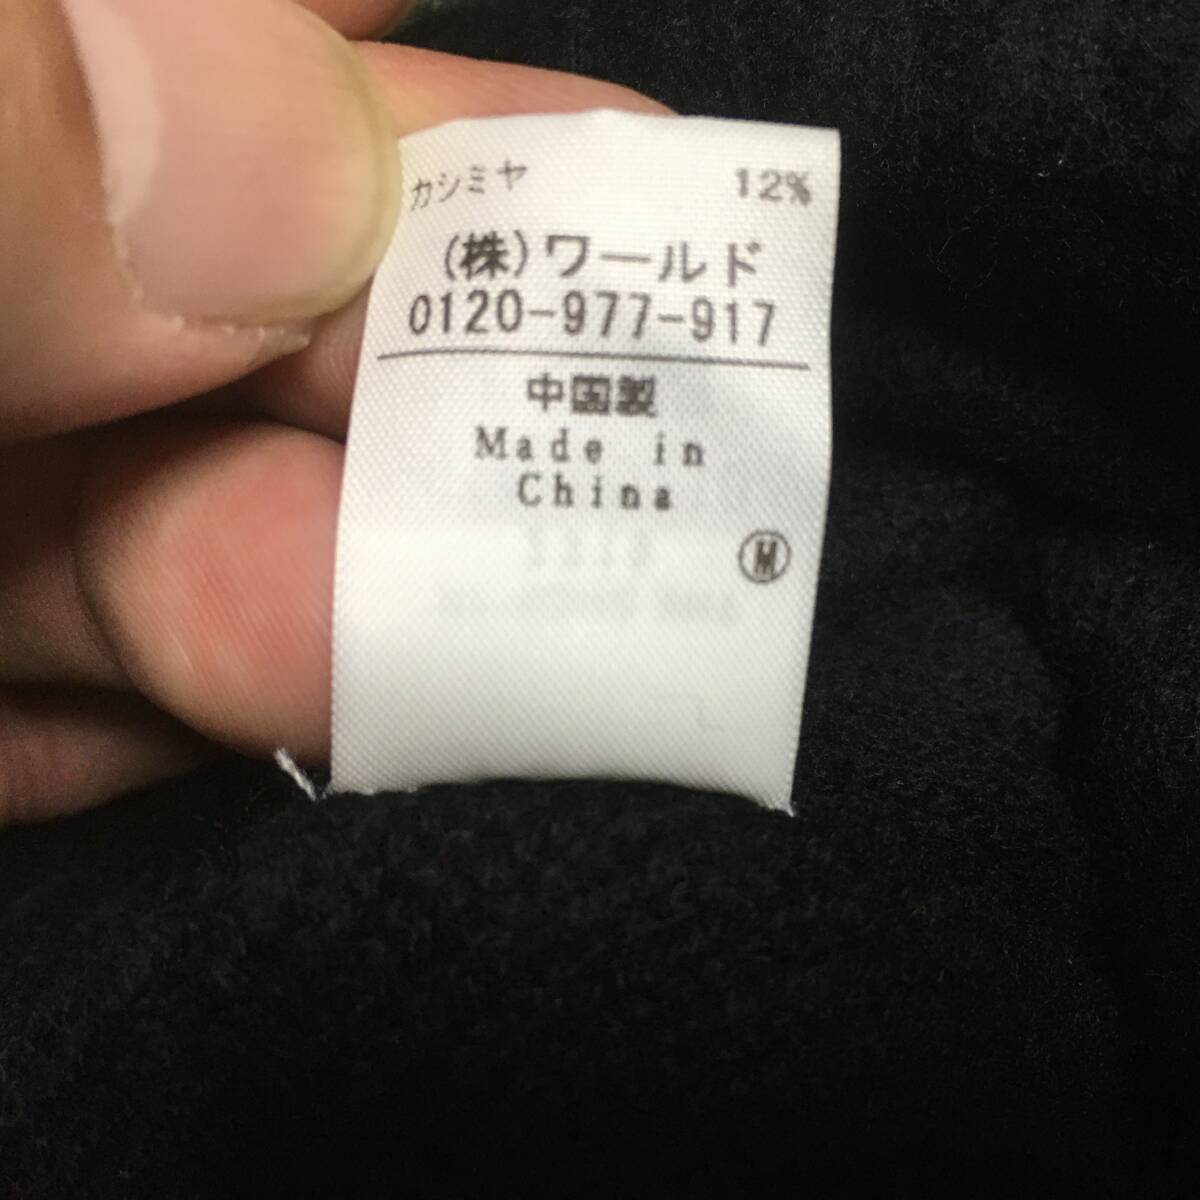 カシミヤ 12%
(株)ワールド
0120-977-917
中国製
Made in
China
M